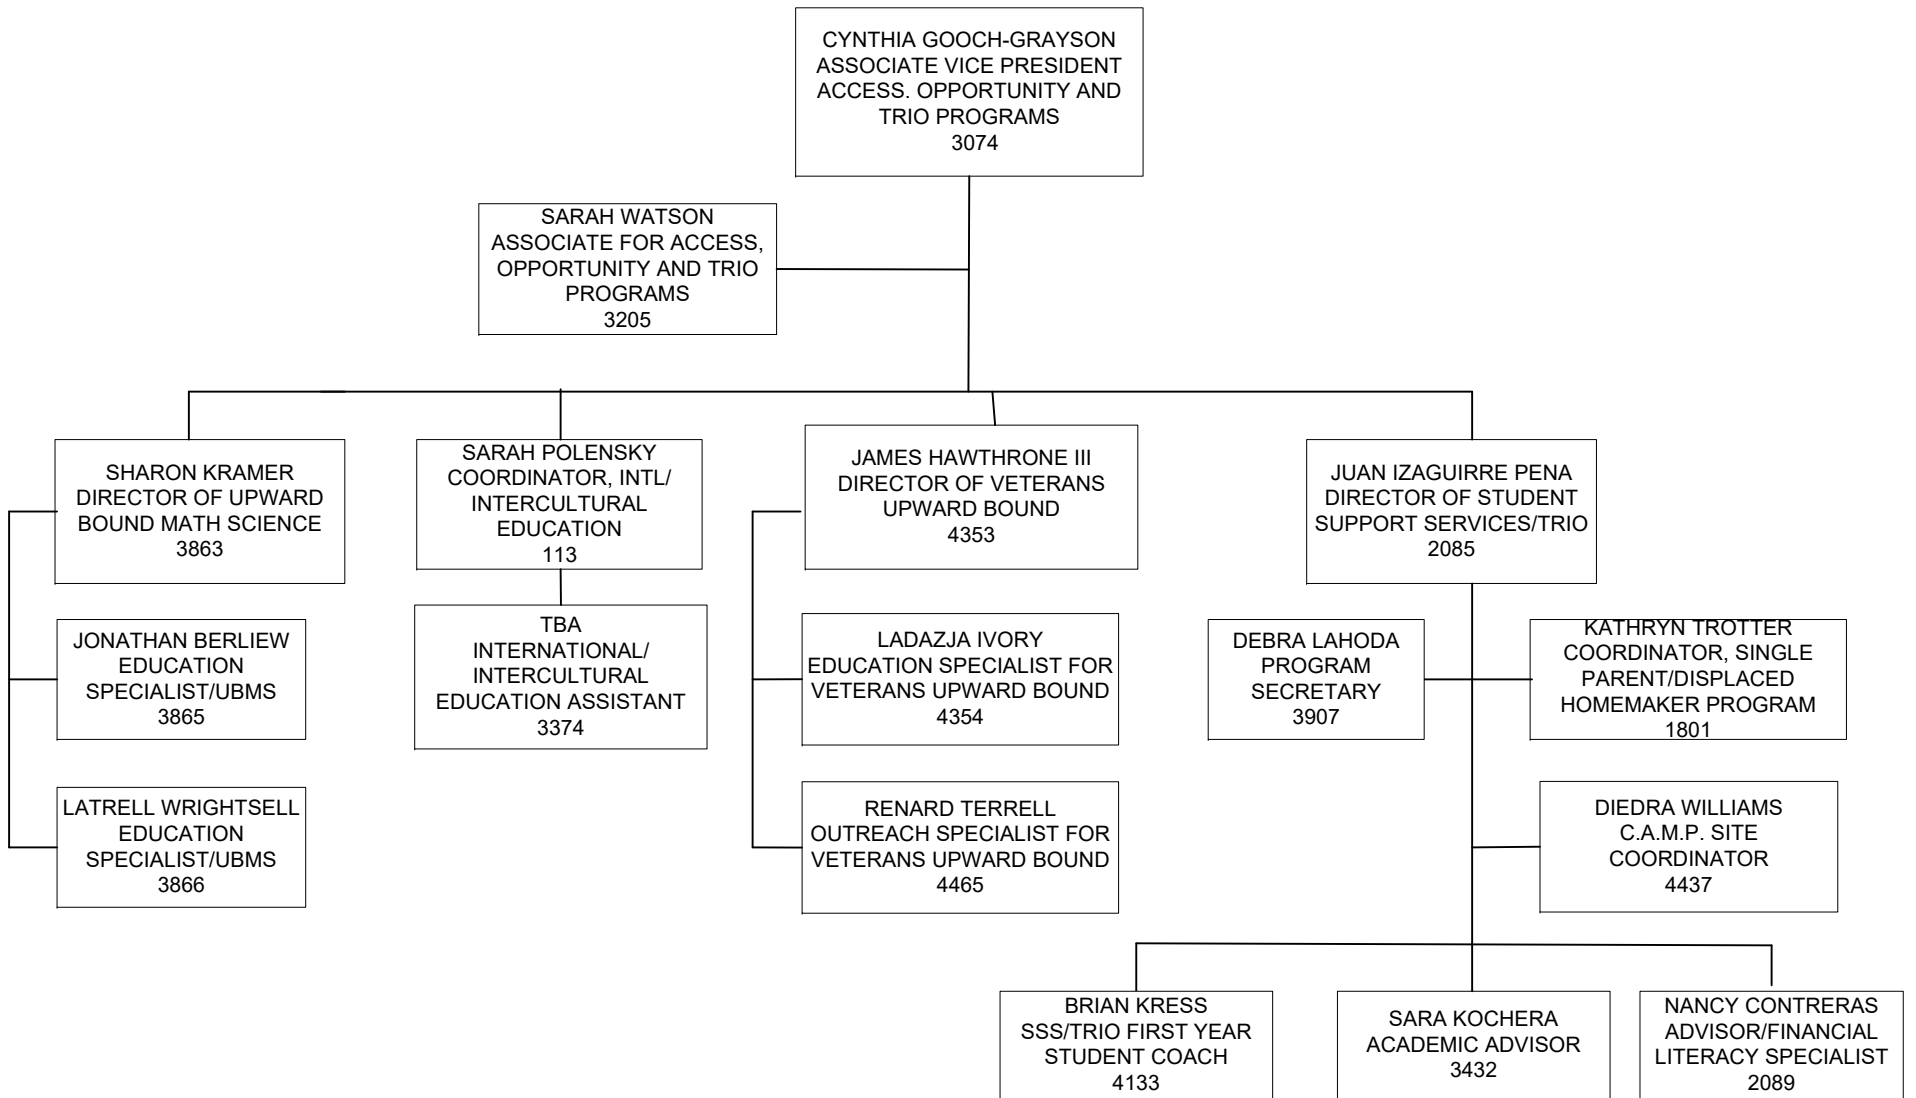 CYNTHIA GOOCH-GRAYSON
ASSOCIATE VICE PRESIDENT
ACCESS. OPPORTUNITY AND
TRIO PROGRAMS
3074
SARAH WATSON
ASSOCIATE FOR ACCESS,
OPPORTUNITY AND TRIO
PROGRAMS
3205
SHARON KRAMER
DIRECTOR OF UPWARD
BOUND MATH SCIENCE
3863
SARAH POLENSKY
COORDINATOR, INTL/
INTERCULTURAL
EDUCATION
113
JAMES HAWTHRONE III
DIRECTOR OF VETERANS
UPWARD BOUND
4353
JUAN IZAGUIRRE PENA
DIRECTOR OF STUDENT
SUPPORT SERVICES/TRIO
2085
JONATHAN BERLIEW
EDUCATION
SPECIALIST/UBMS
3865
TBA
INTERNATIONAL/
INTERCULTURAL
EDUCATION ASSISTANT
3374
LADAZJA IVORY
EDUCATION SPECIALIST FOR
VETERANS UPWARD BOUND
4354
DEBRA LAHODA
PROGRAM
SECRETARY
3907
KATHRYN TROTTER
COORDINATOR, SINGLE
PARENT/DISPLACED
HOMEMAKER PROGRAM
1801
LATRELL WRIGHTSELL
EDUCATION
SPECIALIST/UBMS
3866
RENARD TERRELL
OUTREACH SPECIALIST FOR
VETERANS UPWARD BOUND
4465
DIEDRA WILLIAMS
C.A.M.P. SITE
COORDINATOR
4437
BRIAN KRESS
SSS/TRIO FIRST YEAR
STUDENT COACH
4133
SARA KOCHERA
ACADEMIC ADVISOR
3432
NANCY CONTRERAS
ADVISOR/FINANCIAL
LITERACY SPECIALIST
2089